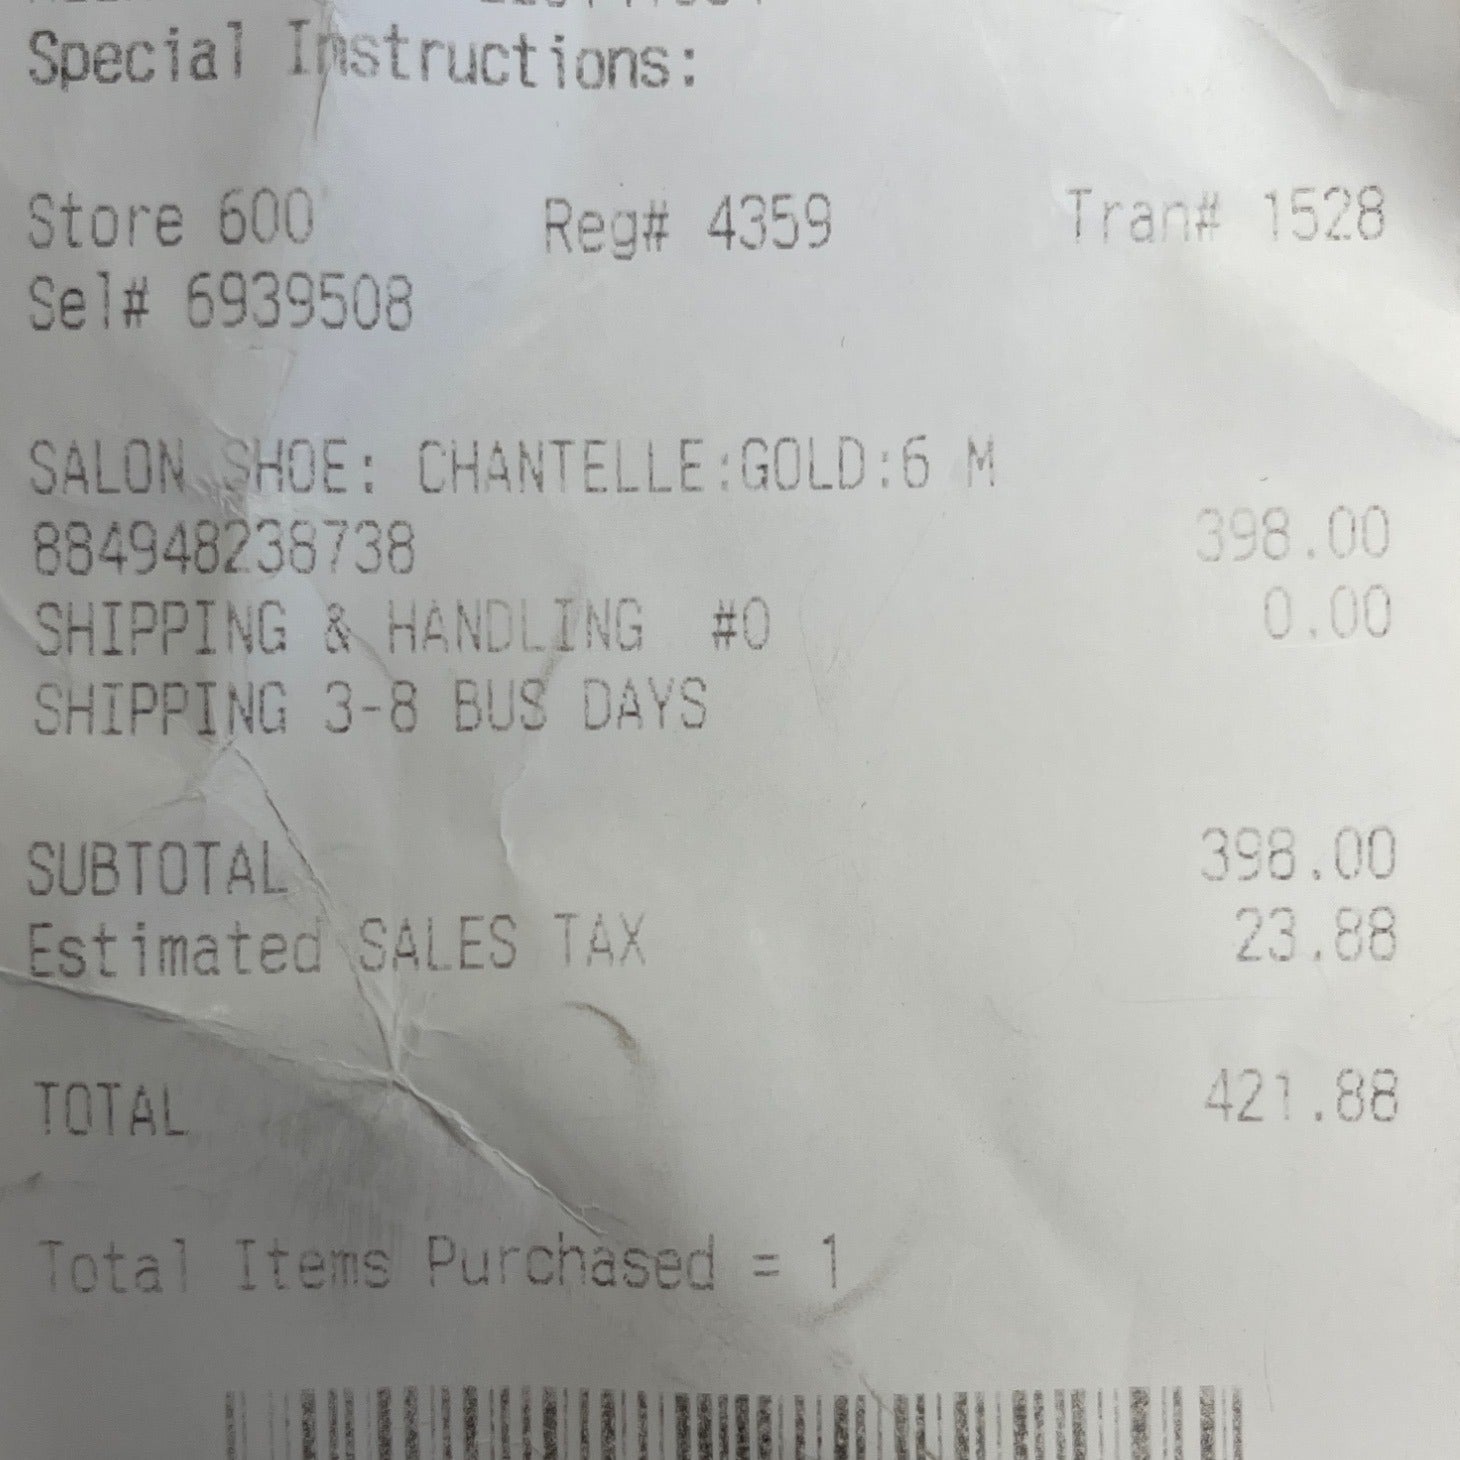 Special Instructions:
Store 600 Reg# 4359 Tran# 1528
Sel# 6939508
SALON SHOE: CHANTELLE:GOLD:6 M
884948238738 398.00
SHIPPING & HANDLING #0 0.00
SHIPPING 3-8 BUS DAYS
SUBTOTAL 398.00
Estimated SALES TAX 23.88
TOTAL 421.88
Total Items Purchased = 1